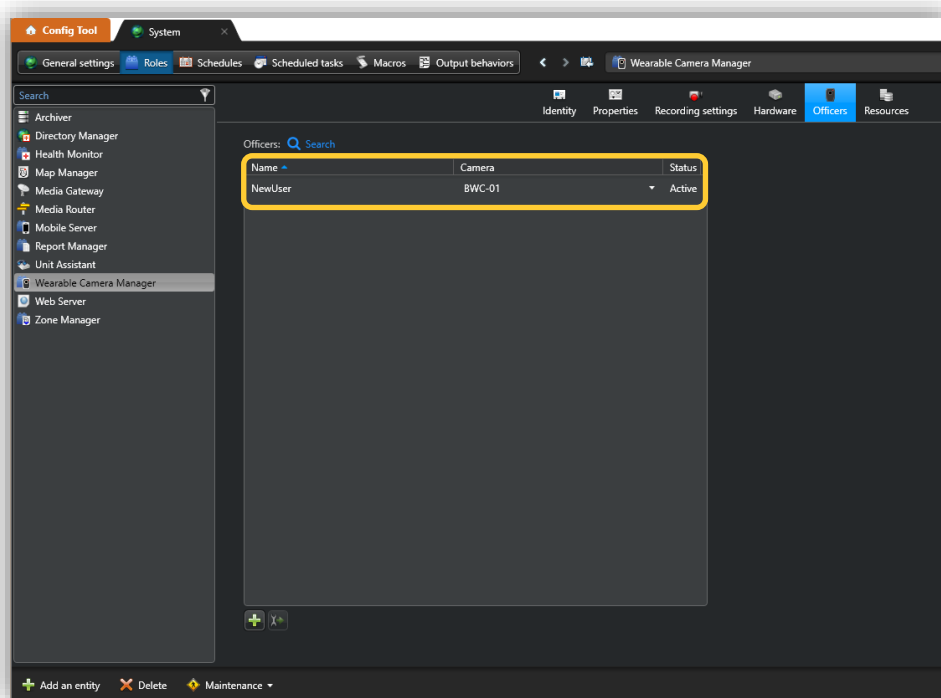 Config Tool System
General settings Roles Schedules Scheduled tasks Macros Output behaviors Wearable Camera Manager
Search
Archiver
Directory Manager
Health Monitor
Map Manager
Media Gateway
Media Router
Mobile Server
Report Manager
Unit Assistant
Wearable Camera Manager
Web Server
Zone Manager
Identity Properties Recording settings Hardware Officers Resources
Officers: Search
Name Camera Status
NewUser BWC-01 Active
Add an entity Delete Maintenance